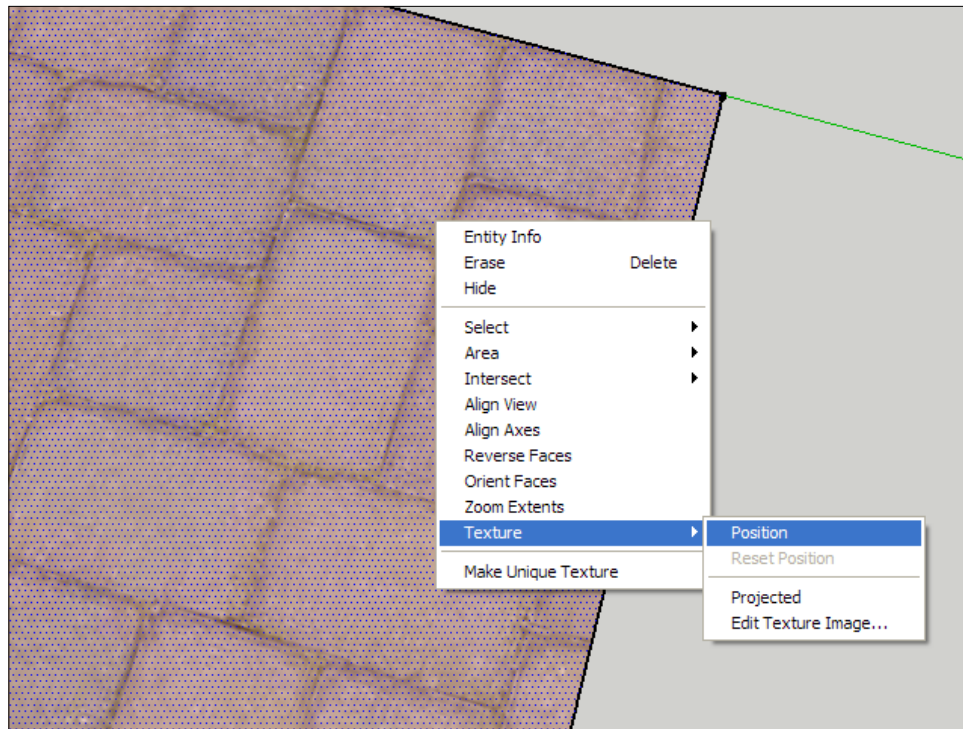 Entity Info
Erase Delete
Hide
Select
Area
Intersect
Align View
Align Axes
Reverse Faces
Orient Faces
Zoom Extents
Texture
Make Unique Texture
Position
Reset Position
Projected
Edit Texture Image...